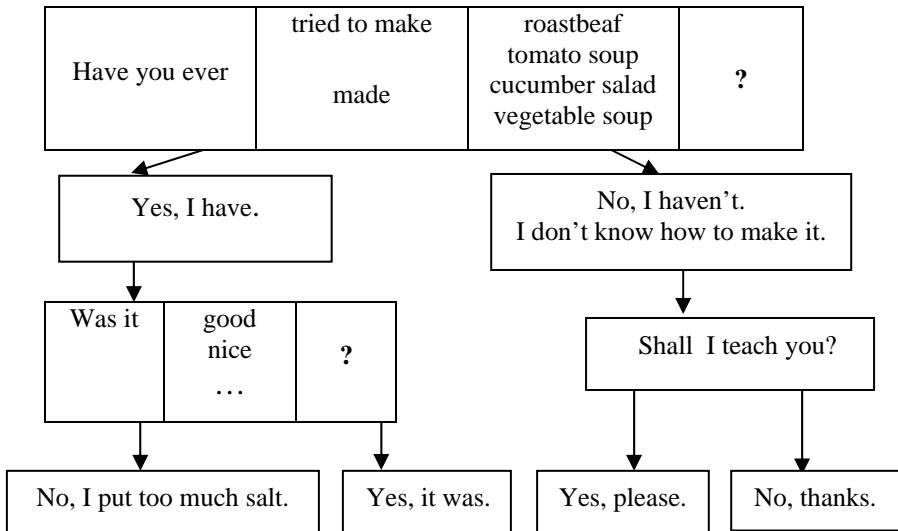 Have you ever
tried to make
made
roastbeaf
tomato soup
cucumber salad
vegetable soup
?
Yes, I have.
No, I haven't.
I don't know how to make it.
Was it
good
nice
…
?
Shall I teach you?
No, I put too much salt.
Yes, it was.
Yes, please.
No, thanks.